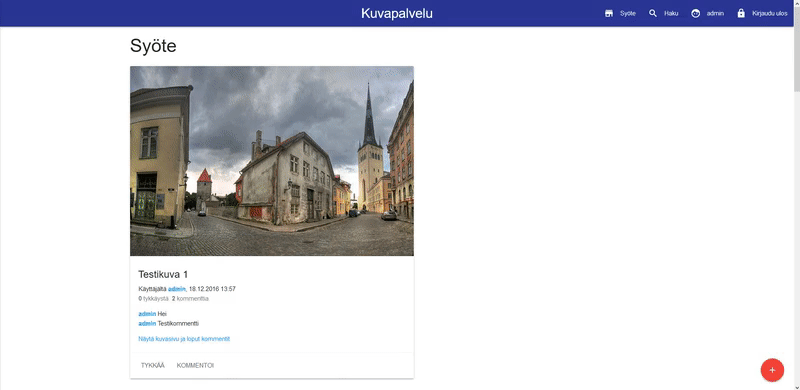 Kuvapalvelu
Syöte
Haku
admin
Kirjaudu ulos
Syöte
Testikuva 1
Käyttäjältä admin, 18.12.2016 13:57
0 tykkäystä 2 kommenttia
admin Hei
admin Testikommentti
Näytä kuvasivu ja loput kommentit
TYKKÄÄ KOMMENTOI